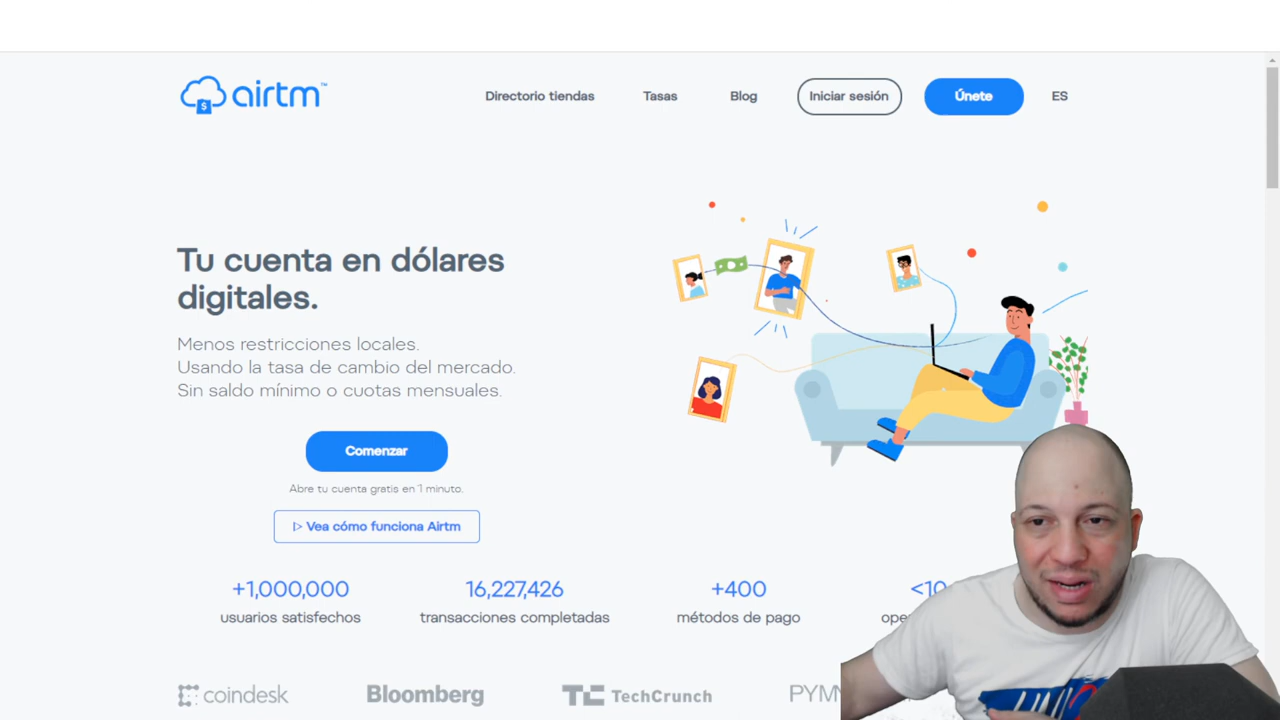 airtm™
Directorio tiendas
Tasas
Blog
Iniciar sesión
Únete
ES
Tu cuenta en dólares
digitales.
Menos restricciones locales.
Usando la tasa de cambio del mercado.
Sin saldo mínimo o cuotas mensuales.
Comenzar
Abre tu cuenta gratis en 1 minuto.
Vea cómo funciona Airtm
+1,000,000
usuarios satisfechos
16,227,426
transacciones completadas
+400
métodos de pago
<10
coindesk
Bloomberg
TC TechCrunch